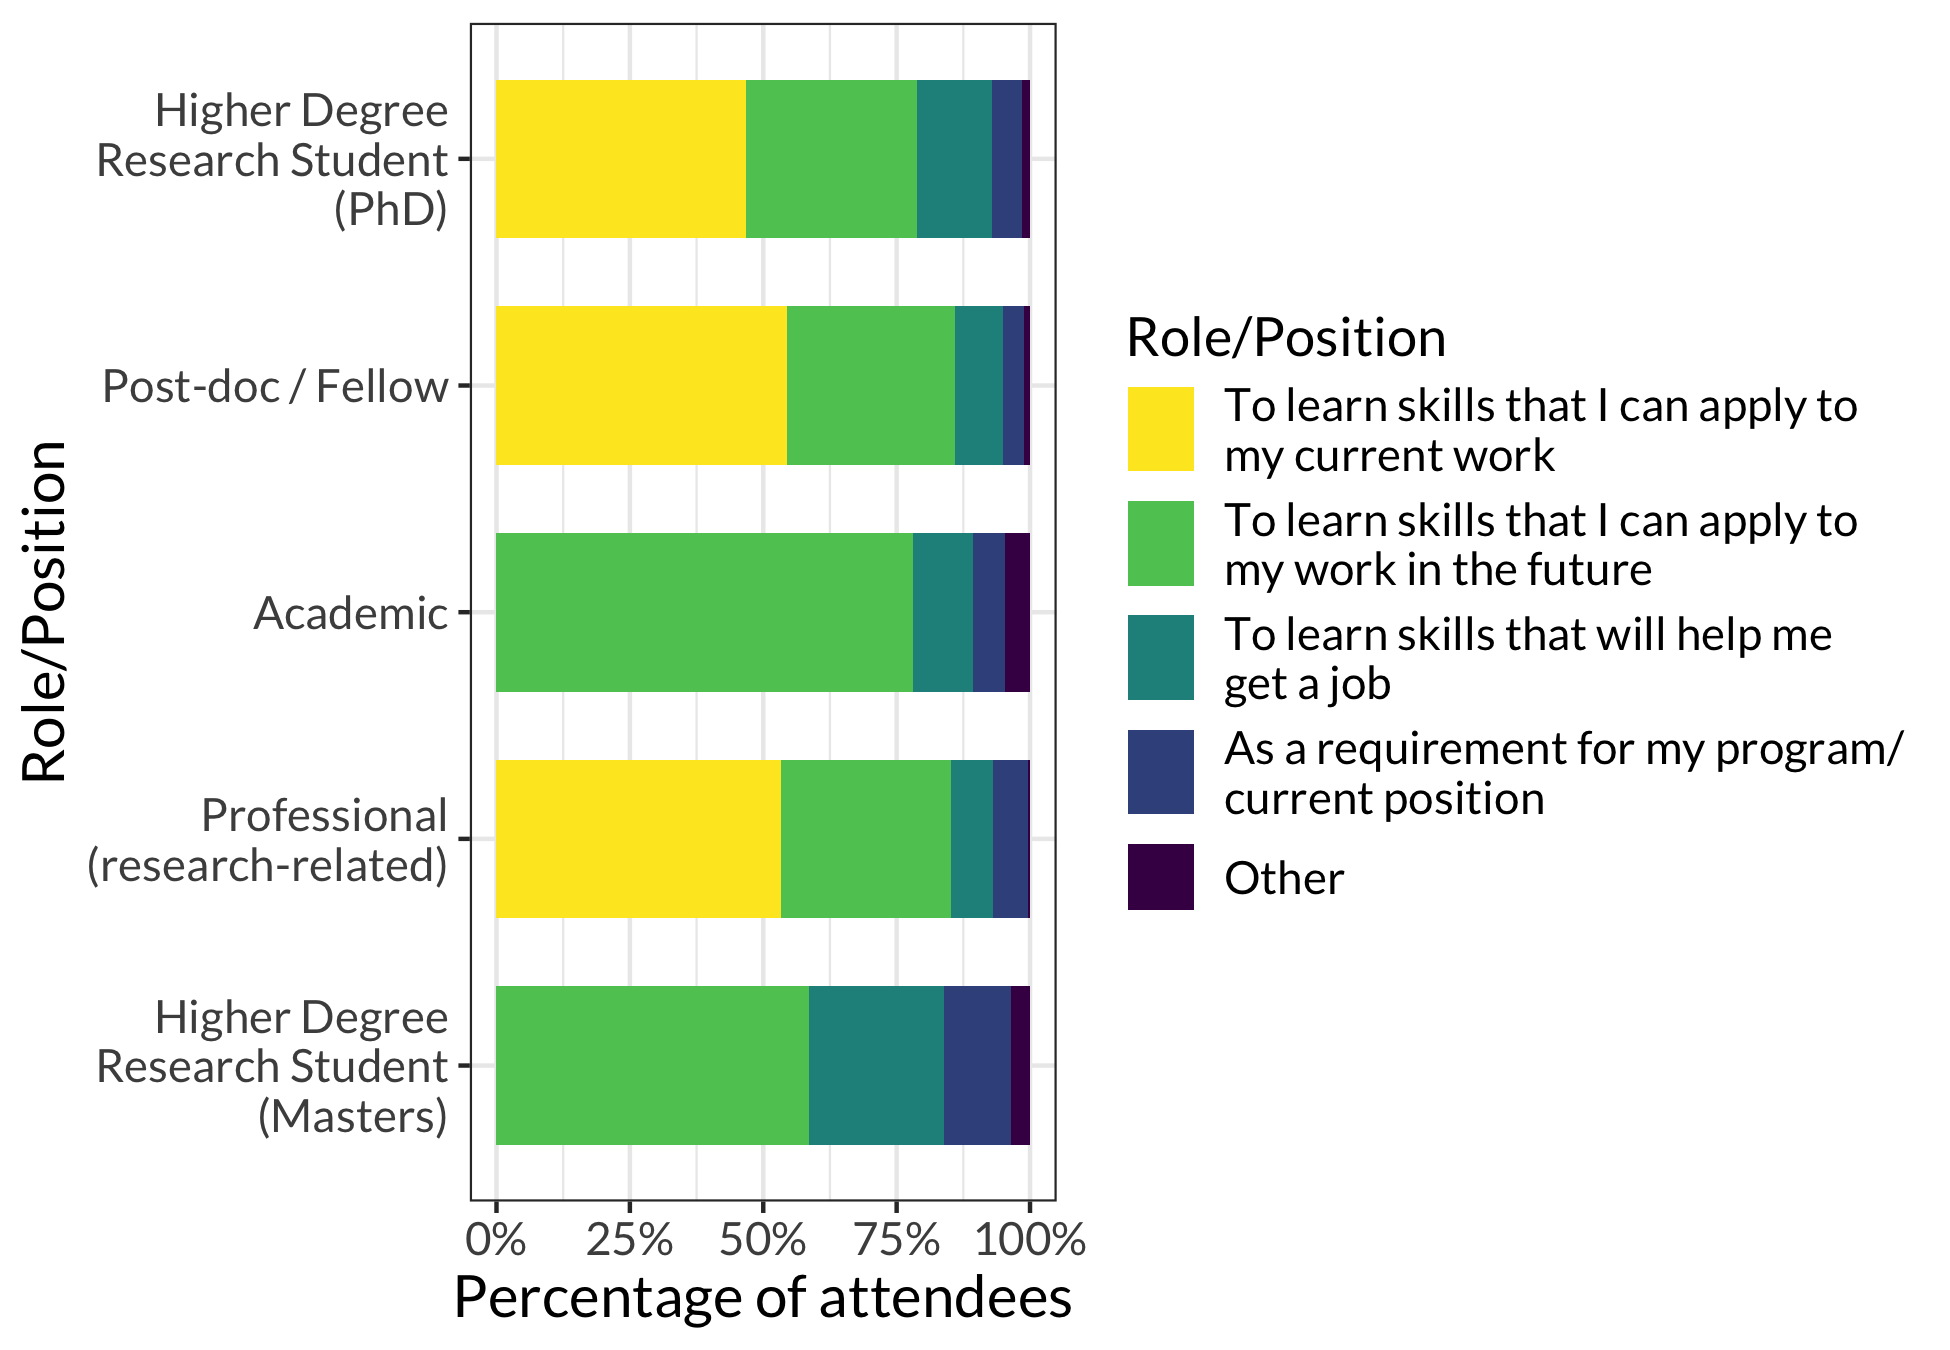 Higher Degree
Research Student
(PhD)
Post-doc / Fellow
Academic
Professional
(research-related)
Higher Degree
Research Student
(Masters)
Role/Position
0% 25% 50% 75% 100%
Percentage of attendees
Role/Position
To learn skills that I can apply to
my current work
To learn skills that I can apply to
my work in the future
To learn skills that will help me
get a job
As a requirement for my program/
current position
Other